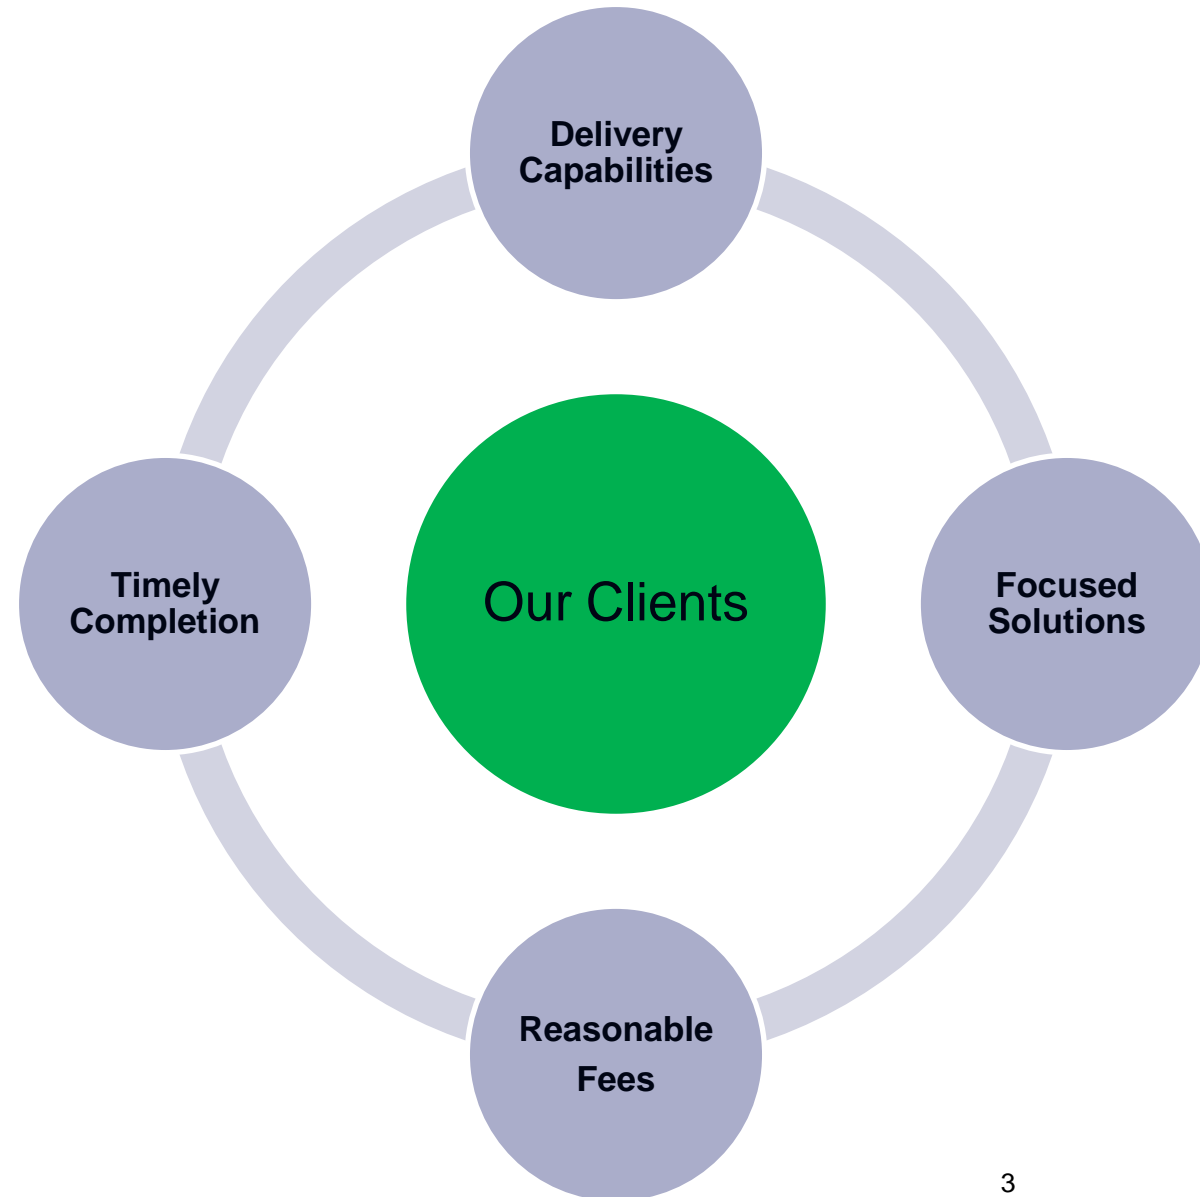 Delivery
Capabilities
Timely
Completion
Our Clients
Focused
Solutions
Reasonable
Fees
3